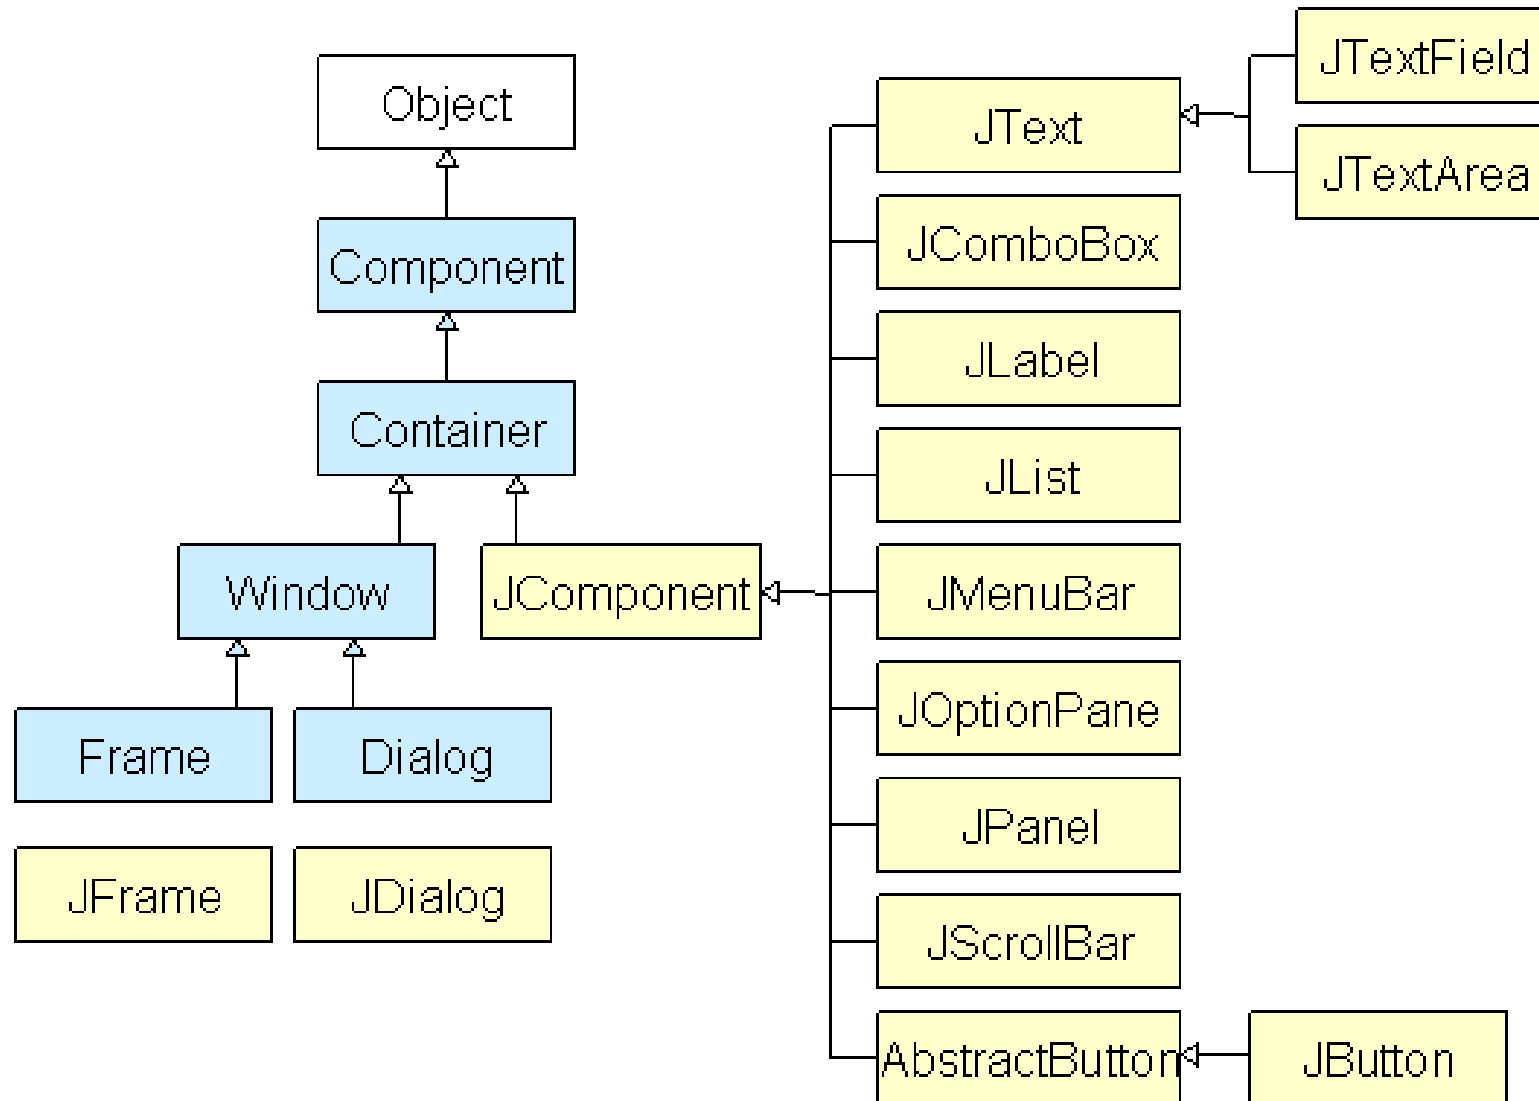 Object
Component
Container
Window
JComponent
Frame
Dialog
JFrame
JDialog
JText
JComboBox
JLabel
JList
JMenuBar
JOptionPane
JPanel
JScrollBar
AbstractButton
JTextField
JTextArea
JButton